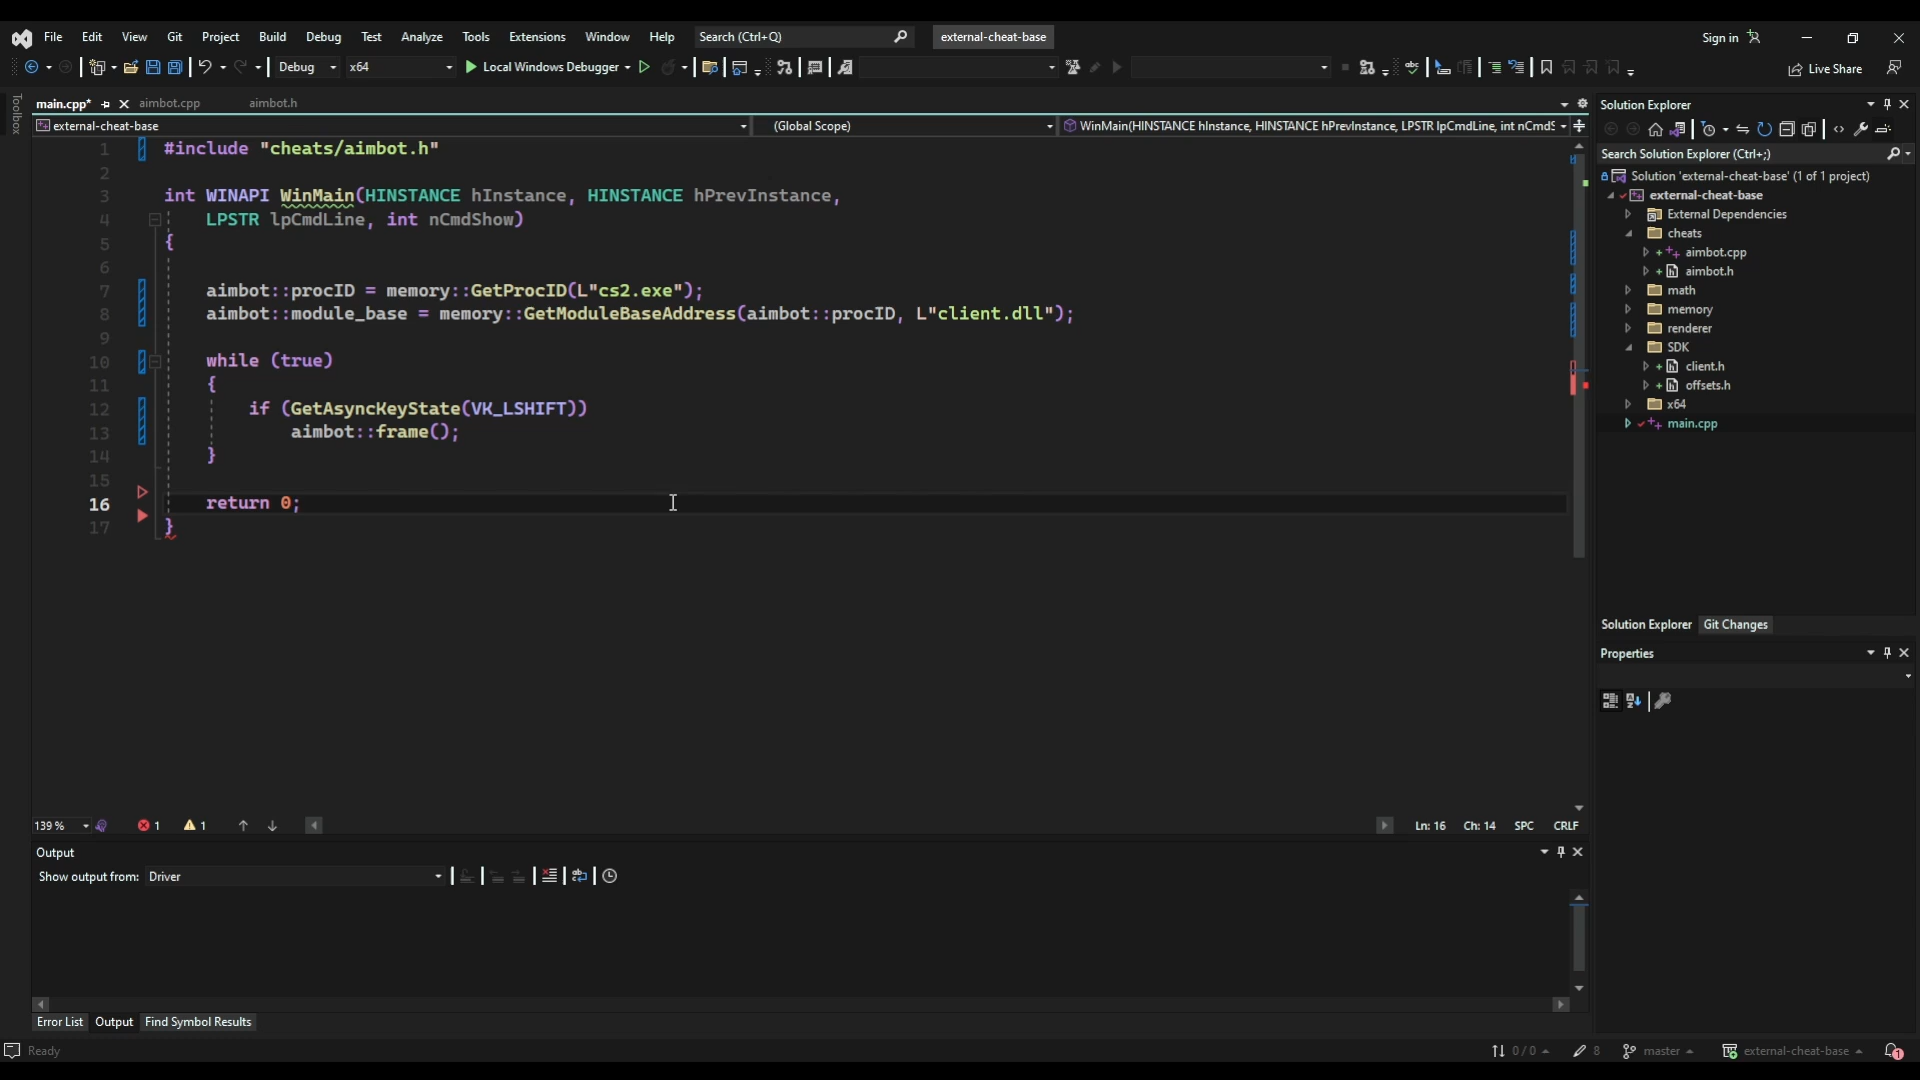 File Edit View Git Project Build Debug Test Analyze Tools Extensions Window Help Search (Ctrl+Q) external-cheat-base Sign in
Debug x64 Local Windows Debugger Live Share
Toolbox
main.cpp* aimbot.cpp aimbot.h
external-cheat-base (Global Scope) WinMain(HINSTANCE hInstance, HINSTANCE hPrevInstance, LPSTR lpCmdLine, int nCmdS
1 #include "cheats/aimbot.h"
2
3 int WINAPI WinMain(HINSTANCE hInstance, HINSTANCE hPrevInstance,
4 LPSTR lpCmdLine, int nCmdShow)
5 {
6
7 aimbot::procID = memory::GetProcID(L"cs2.exe");
8 aimbot::module_base = memory::GetModuleBaseAddress(aimbot::procID, L"client.dll");
9
10 while (true)
11 {
12 if (GetAsyncKeyState(VK_LSHIFT))
13 aimbot::frame();
14 }
15
16 return 0;
17 }
139 % 1 1 Ln: 16 Ch: 14 SPC CRLF
Output
Show output from: Driver
Error List Output Find Symbol Results
Solution Explorer
Search Solution Explorer (Ctrl+;)
Solution 'external-cheat-base' (1 of 1 project)
external-cheat-base
External Dependencies
cheats
aimbot.cpp
aimbot.h
math
memory
renderer
SDK
client.h
offsets.h
x64
main.cpp
Solution Explorer Git Changes
Properties
Ready 0 / 0 8 master external-cheat-base 1